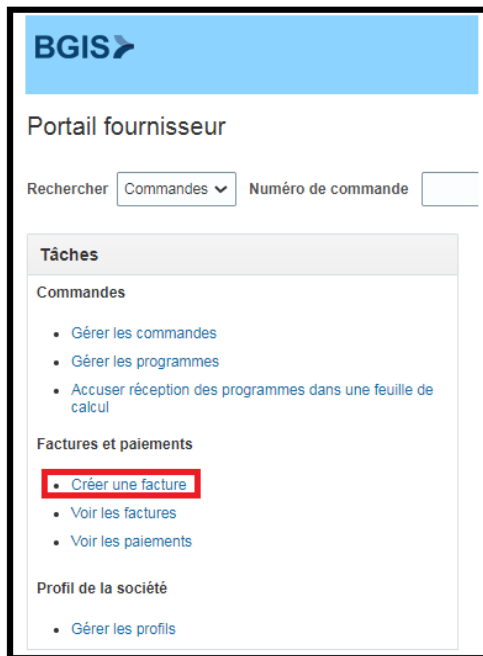 BGIS
Portail fournisseur
Rechercher Commandes Numéro de commande
Tâches
Commandes
Gérer les commandes
Gérer les programmes
Accuser réception des programmes dans une feuille de
calcul
Factures et paiements
Créer une facture
Voir les factures
Voir les paiements
Profil de la société
Gérer les profils